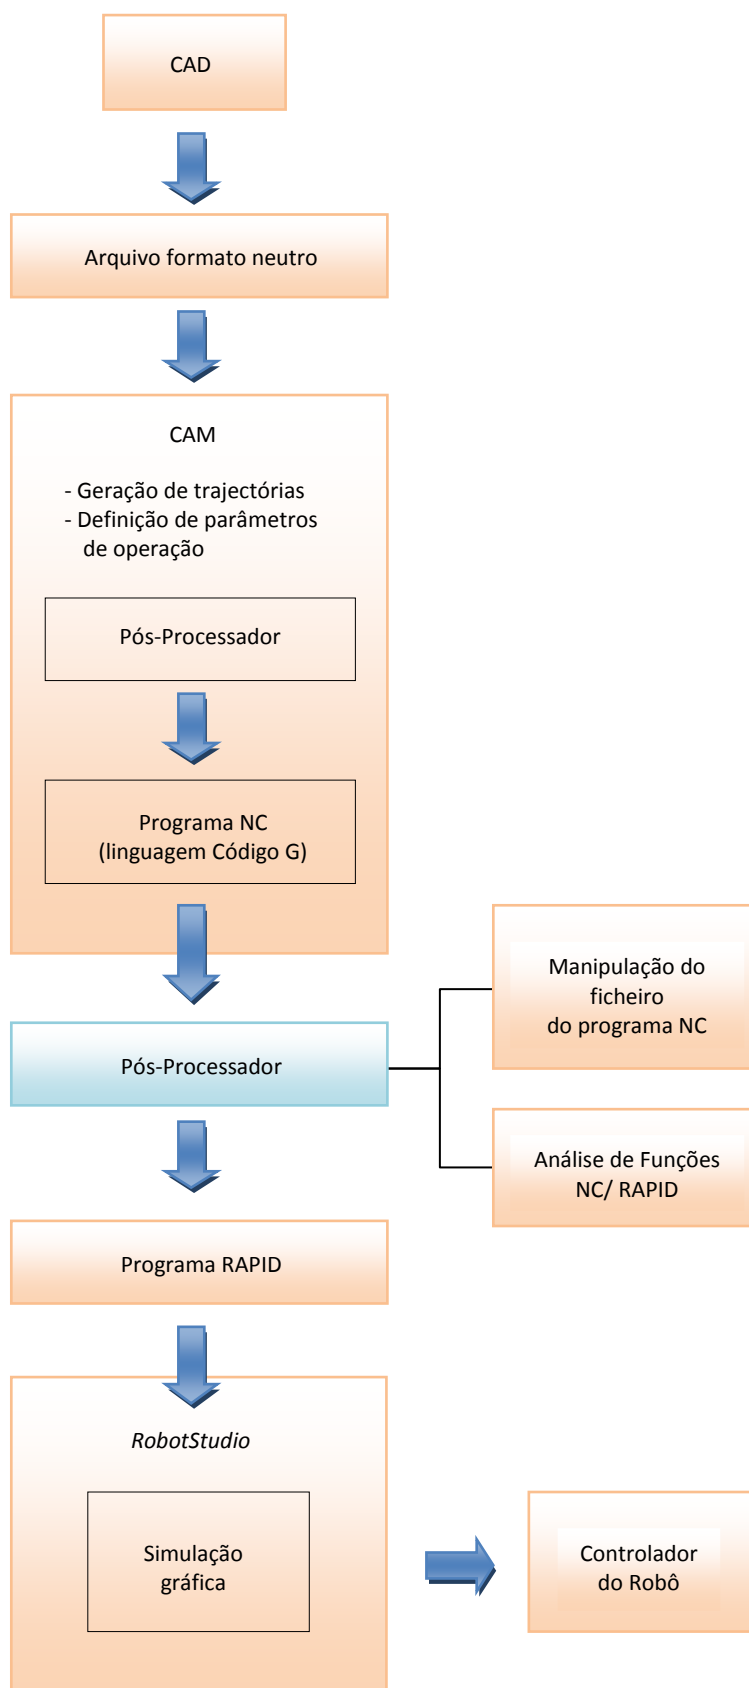 CAD
Arquivo formato neutro
CAM
- Geração de trajectórias
- Definição de parâmetros
de operação
Pós-Processador
Programa NC
(linguagem Código G)
Manipulação do
ficheiro
do programa NC
Pós-Processador
Análise de Funções
NC/ RAPID
Programa RAPID
RobotStudio
Simulação
gráfica
Controlador
do Robô